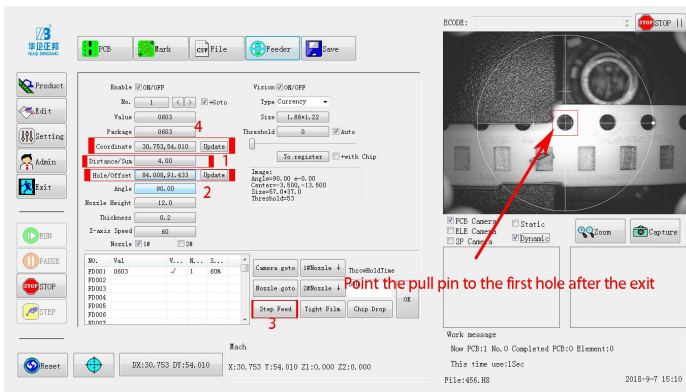 华企正邦
HUAQI ZHENGBANG
PCB
Mark
csv File
Feeder
Save
ECODE:
STOP STOP ||
Product
Edit
Setting
Admin
Exit
RUN
PAUSE
STOP STOP
STEP
Reset
Enable ON/OFF
No. 1 < > +Goto
Value 0603
Package 0603
4
Coordinate 30.753,54.010 Update
1
Distance/Sum 4.00
Hole/Offset 84.008,91.433 Update
2
Angle 90.00
Nozzle Height 12.0
Thickness 0.2
Z-axis Speed 60
Nozzle 1# 2#
Vision ON/OFF
Type Currency
Size 1.88*1.22
Threshold 0 Auto
To register +with Chip
Image:
Angle=90.00 e-0.00
Center=-3.500,-13.500
Size=57.0*37.0
Threshold=53
NO. Val V... N... S...
FD001 0603 √ 1 60%
FD002
FD003
FD004
FD005
FD006
FD007
Camera goto 1#Nozzle ↓ ThrowHoldTime
Nozzle goto 2#Nozzle ↓
Step Feed Tight Film Chip Drop OK
3
Point the pull pin to the first hole after the exit
PCB Camera Static
ELE Camera
2P Camera Dynamic
Zoom
Capture
Mach
DX:30.753 DY:54.010
X:30.753 Y:54.010 Z1:0.000 Z2:0.000
Work message
Now PCB:1 No.0 Completed PCB:0 Element:0
This time use:1Sec
File:456.H8 2018-9-7 15:10